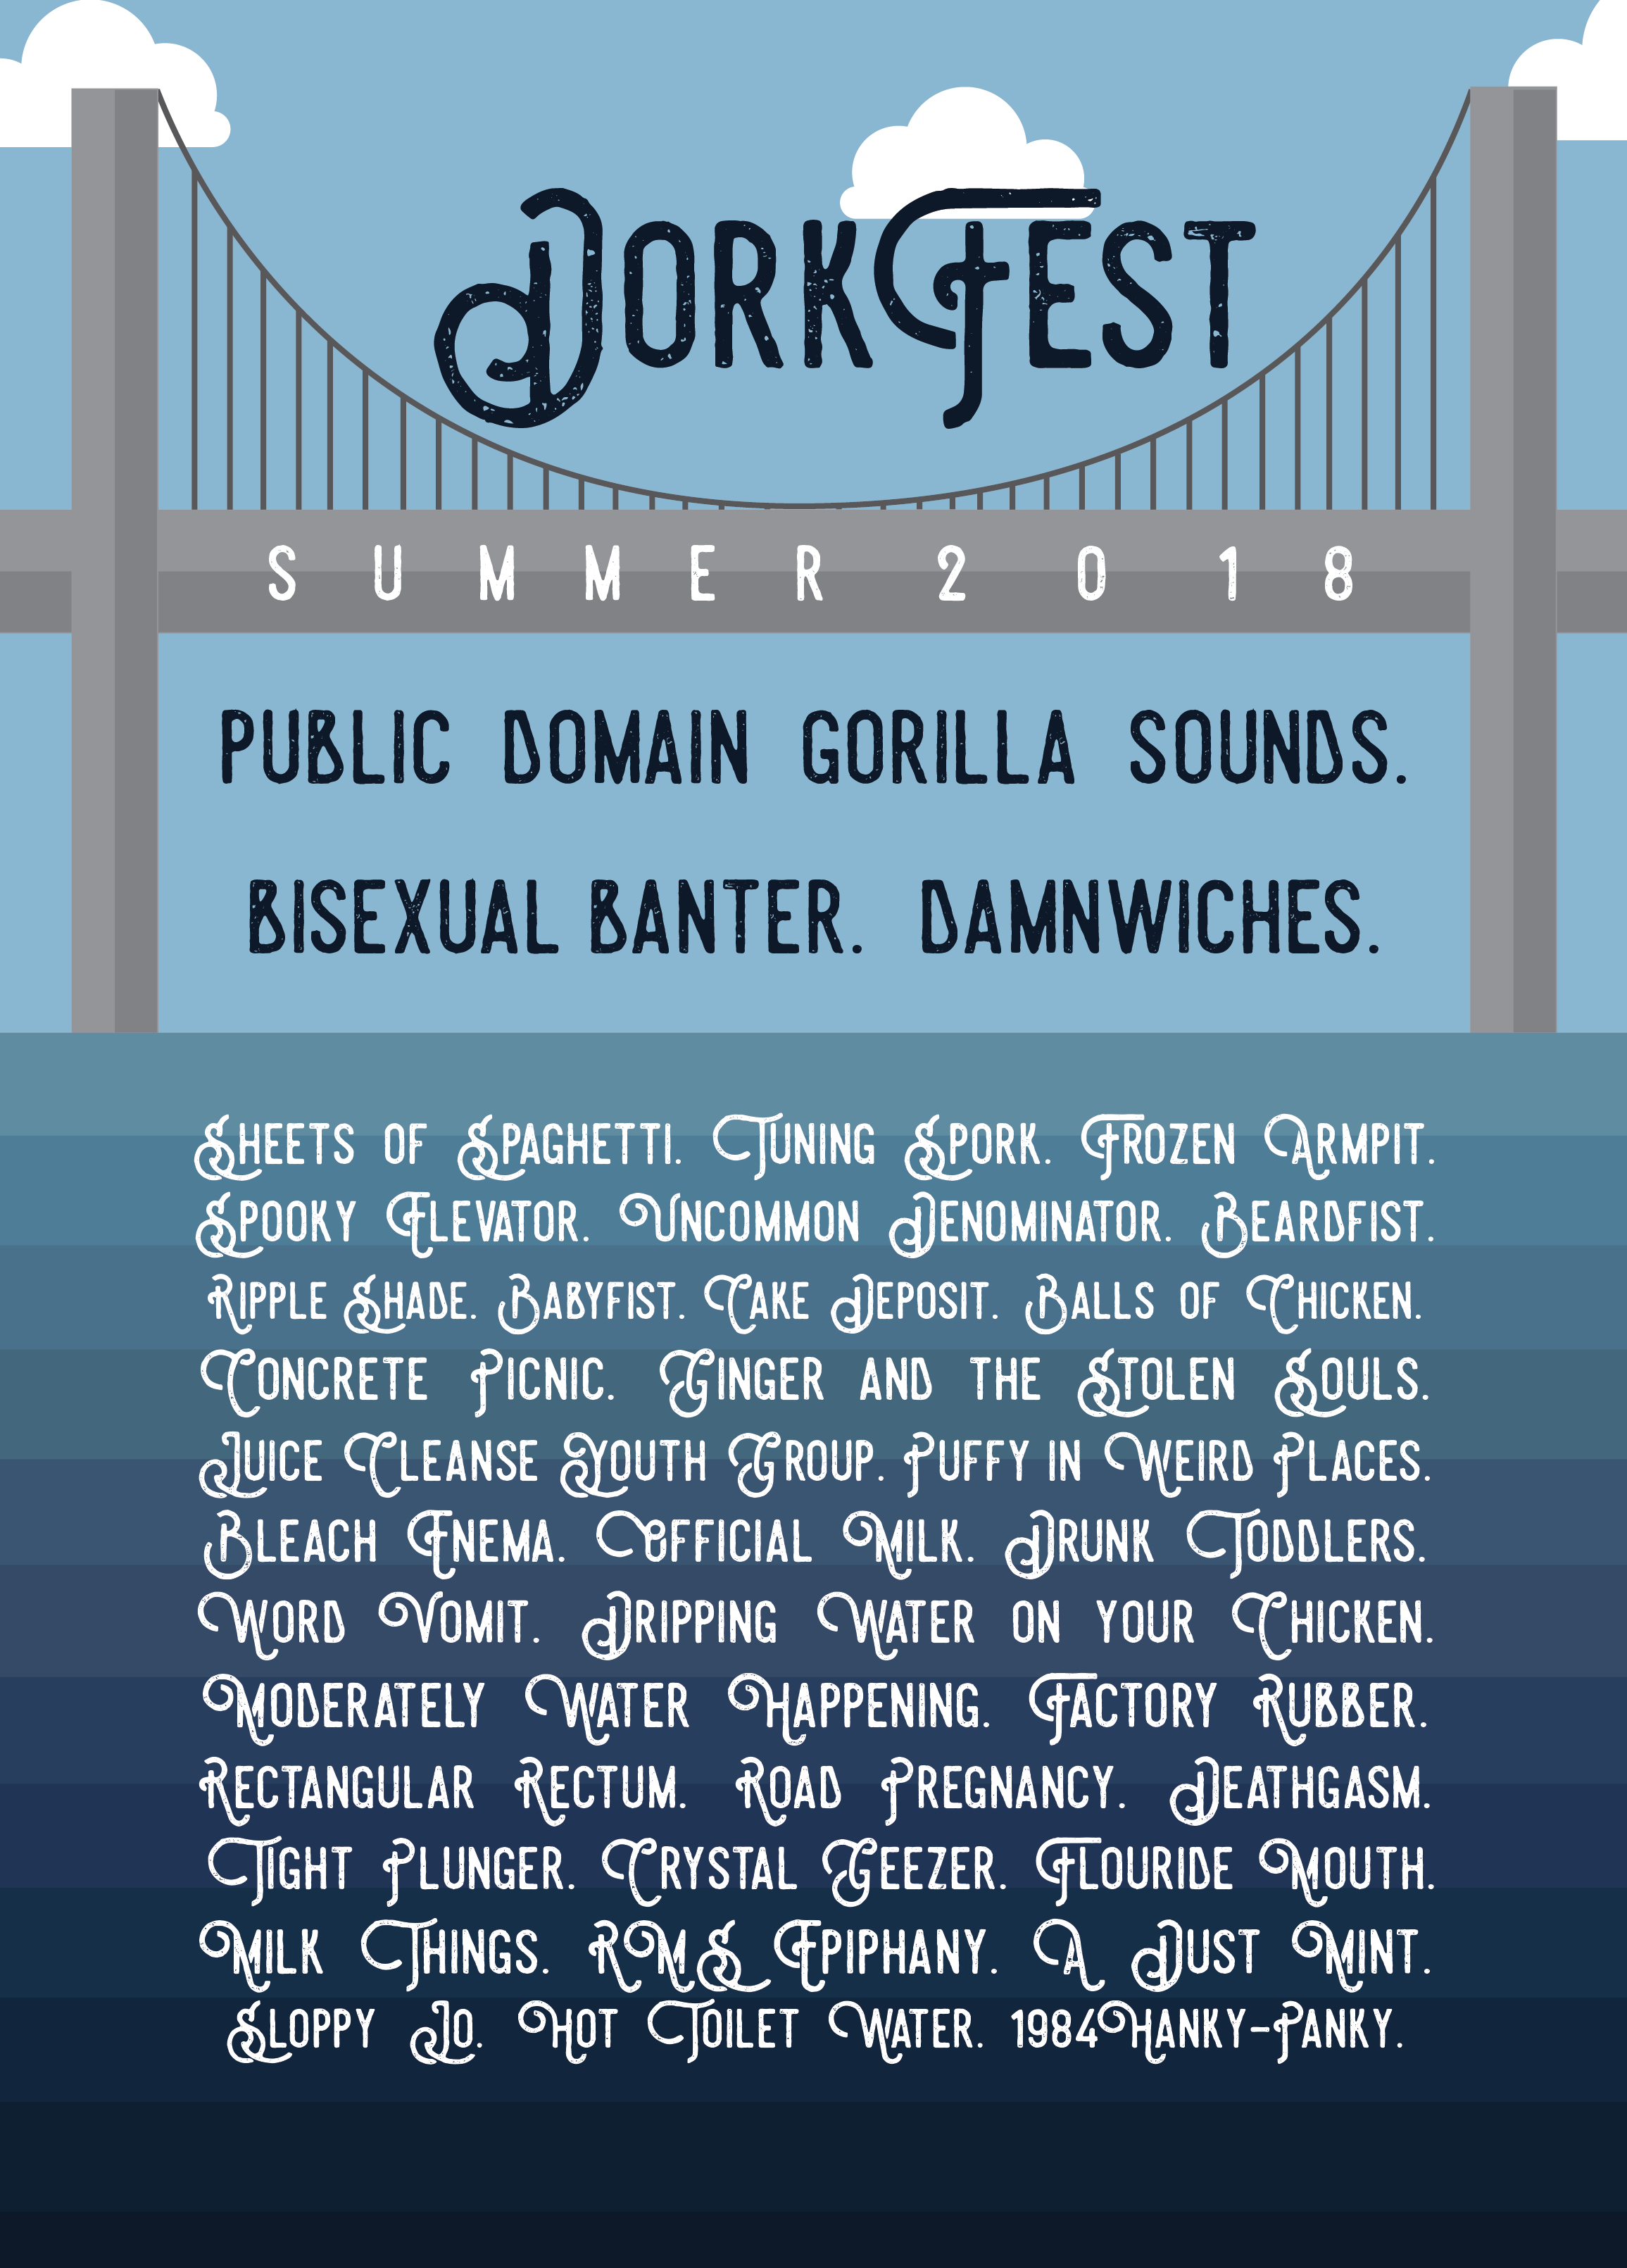 DorkFest
SUMMER 2018
PUBLIC DOMAIN GORILLA SOUNDS.
BISEXUAL BANTER. DAMNWICHES.
Sheets of Spaghetti. Tuning Spork. Frozen Armpit.
Spooky Elevator. Uncommon Denominator. Beardfist.
Ripple Shade. Babyfist. Cake Deposit. Balls of Chicken.
Concrete Picnic. Ginger and the Stolen Souls.
Juice Cleanse Youth Group. Puffy in Weird Places.
Bleach Enema. Official Milk. Drunk Toddlers.
Word Vomit. Dripping Water on your Chicken.
Moderately Water Happening. Factory Rubber.
Rectangular Rectum. Road Pregnancy. Deathgasm.
Tight Plunger. Crystal Geezer. Flouride Mouth.
Milk Things. RMS Epiphany. A Dust Mint.
Sloppy Jo. Hot Toilet Water. 1984Hanky-Panky.